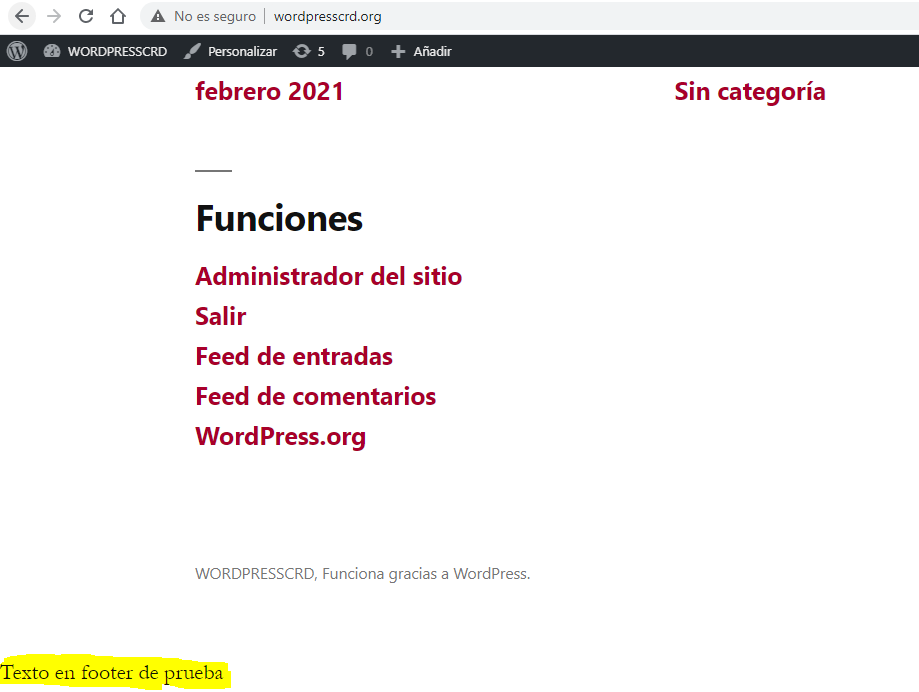 No es seguro | wordpresscrd.org
WORDPRESSCRD Personalizar 5 0 Añadir
febrero 2021 Sin categoría
Funciones
Administrador del sitio
Salir
Feed de entradas
Feed de comentarios
WordPress.org
WORDPRESSCRD, Funciona gracias a WordPress.
Texto en footer de prueba